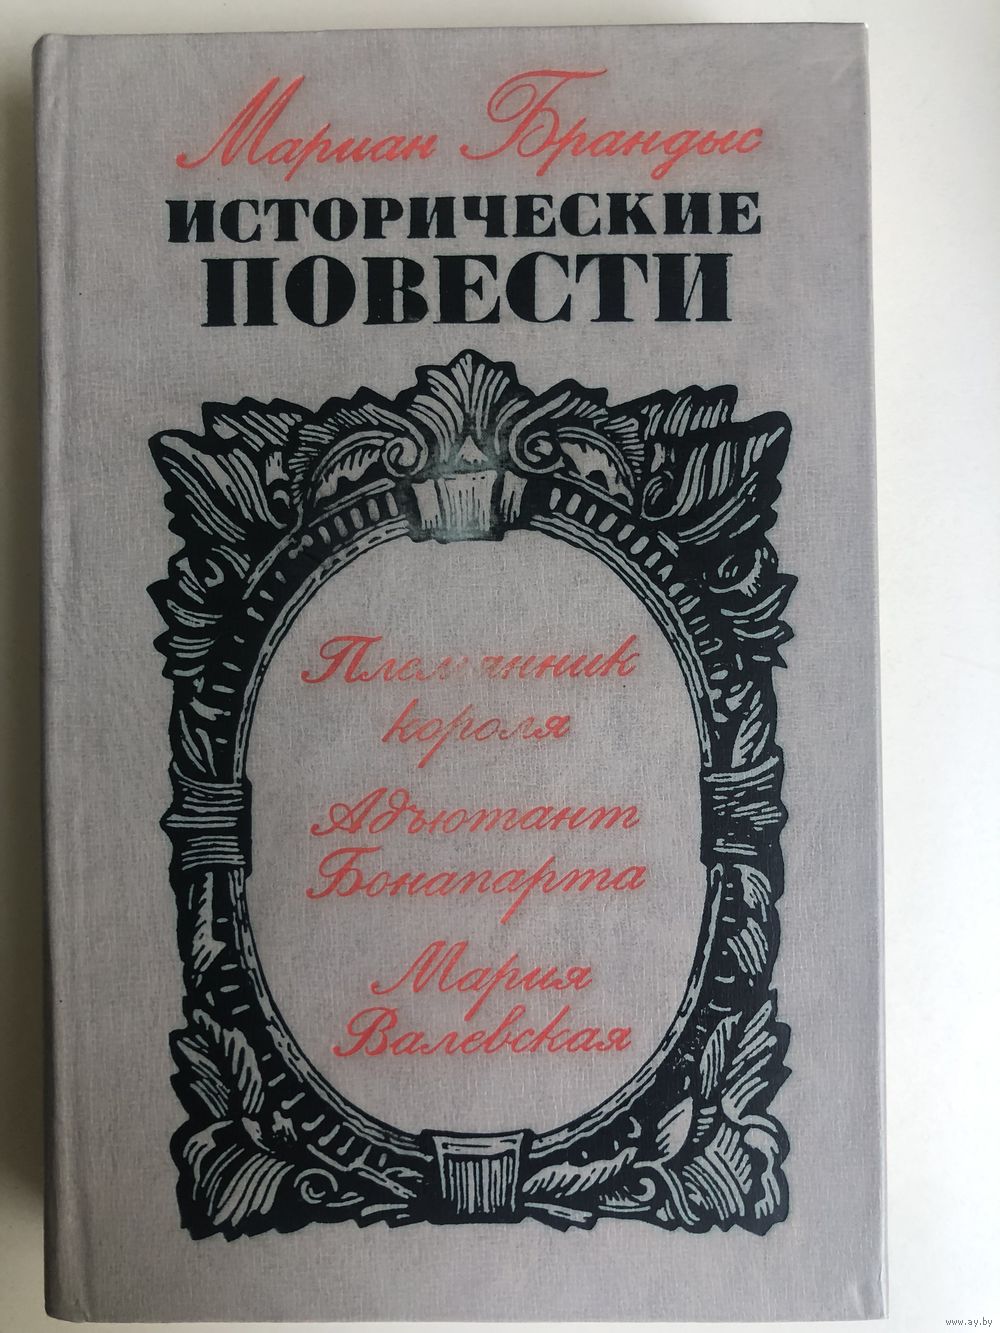 Мариан Брандыс
ИСТОРИЧЕСКИЕ
ПОВЕСТИ
Племянник
короля
Адъютант
Бонапарта
Мария
Валевская
www.ay.by